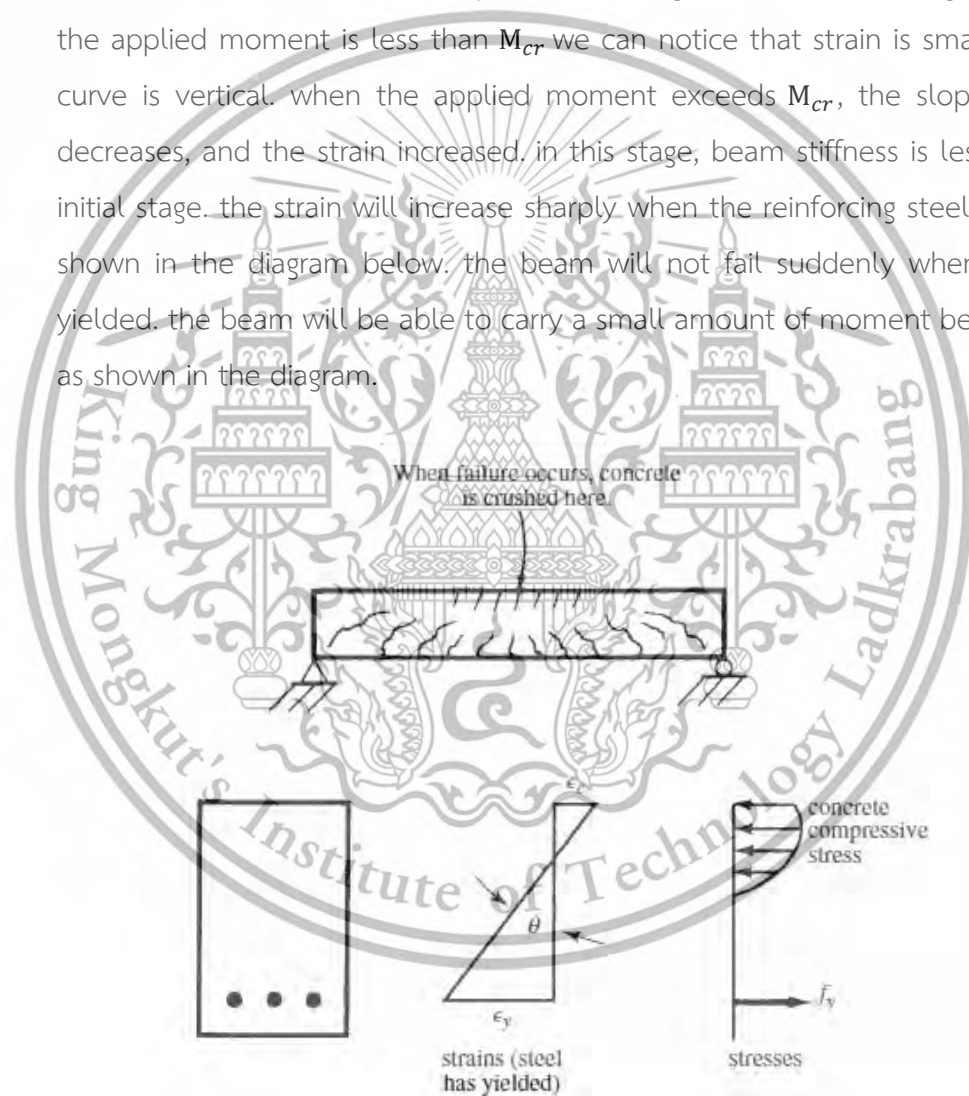 the applied moment is less than M_cr we can notice that strain is sma
curve is vertical. when the applied moment exceeds M_cr, the slop
decreases, and the strain increased. in this stage, beam stiffness is les
initial stage. the strain will increase sharply when the reinforcing steel
shown in the diagram below. the beam will not fail suddenly when
yielded. the beam will be able to carry a small amount of moment be
as shown in the diagram.
When failure occurs, concrete
is crushed here.
ϵ_c
concrete
compressive
stress
θ
ϵ_y
f_y
strains (steel
has yielded)
stresses
King Mongkut's Institute of Technology Ladkrabang